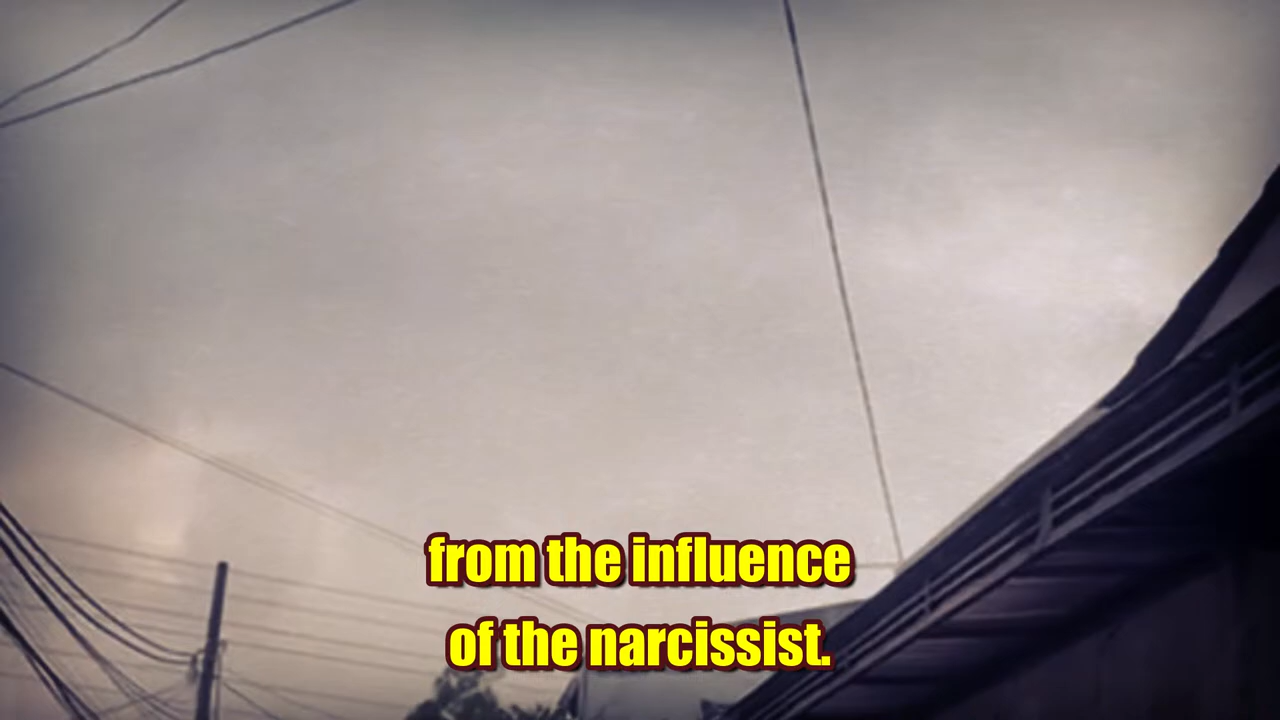 from the influence
of the narcissist.